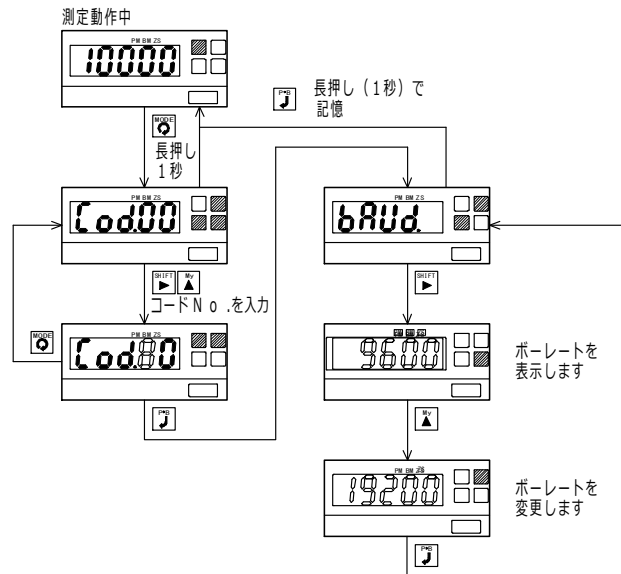 測定動作中
PM BM ZS
10000
MODE
長押し
1秒
P•B
長押し（1秒）で
記憶
PM BM ZS
Cod.00
SHIFT
My
コードNo.を入力
MODE
PM BM ZS
Cod.80
P•B
PM BM ZS
bAUd.
SHIFT
PM BM ZS
9600
ボーレートを
表示します
My
PM BM ZS
19200
ボーレートを
変更します
P•B